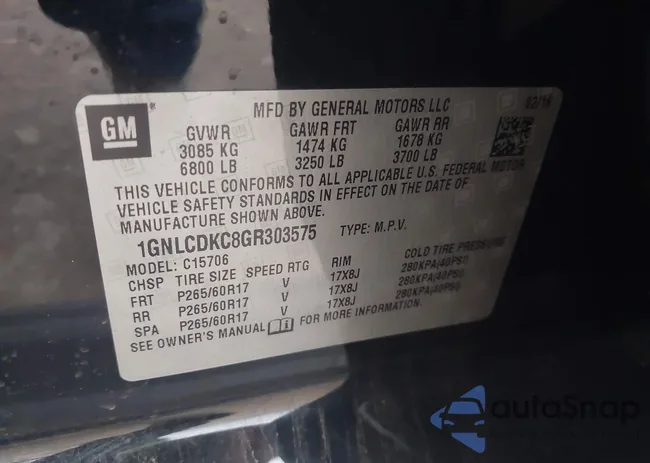 GM
MFD BY GENERAL MOTORS LLC 02/16
GVWR GAWR FRT GAWR RR
3085 KG 1474 KG 1678 KG
6800 LB 3250 LB 3700 LB
THIS VEHICLE CONFORMS TO ALL APPLICABLE U.S. FEDERAL MOTOR
VEHICLE SAFETY STANDARDS IN EFFECT ON THE DATE OF
MANUFACTURE SHOWN ABOVE.
1GNLCDKC8GR303575 TYPE: M.P.V.
MODEL: C15706
CHSP TIRE SIZE SPEED RTG RIM COLD TIRE PRESSURE
FRT P265/60R17 V 17X8J 280KPA(40PSI)
RR P265/60R17 V 17X8J 280KPA(40PSI)
SPA P265/60R17 V 17X8J 280KPA(40PSI)
SEE OWNER'S MANUAL FOR MORE INFORMATION.
autoSnap